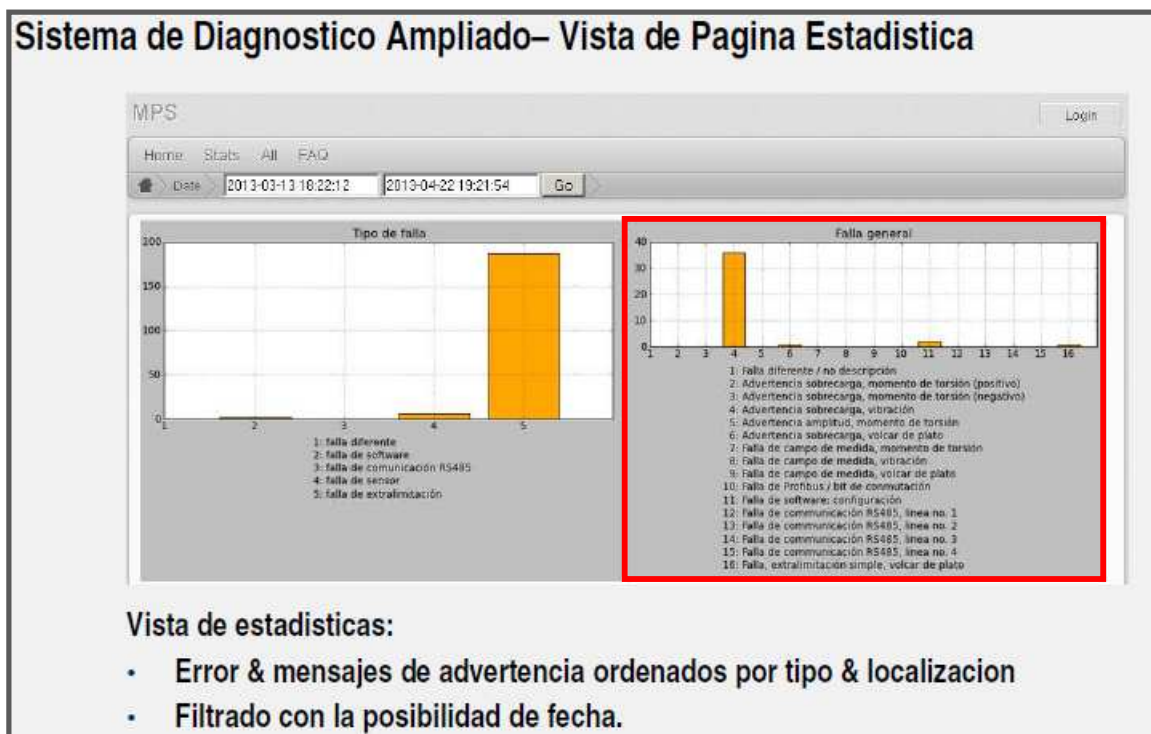 Sistema de Diagnostico Ampliado– Vista de Pagina Estadistica
MPS
Login
Home Stats All FAQ
Date 2013-03-13 18:22:12 2013-04-22 19:21:54 Go
Tipo de falla
200
150
100
50
0
1 2 3 4 5
1: falla diferente
2: falla de software
3: falla de comunicación RS485
4: falla de sensor
5: falla de extralimitación
Falla general
40
30
20
10
0
1 2 3 4 5 6 7 8 9 10 11 12 13 14 15 16
1: Falla diferente / no descripción
2: Advertencia sobrecarga, momento de torsión (positivo)
3: Advertencia sobrecarga, momento de torsión (negativo)
4: Advertencia sobrecarga, vibración
5: Advertencia amplitud, momento de torsión
6: Advertencia sobrecarga, volcar de plato
7: Falla de campo de medida, momento de torsión
8: Falla de campo de medida, vibración
9: Falla de campo de medida, volcar de plato
10: Falla de Profibus / bit de conmutación
11: Falla de software: configuración
12: Falla de communicación RS485, linea no. 1
13: Falla de communicación RS485, linea no. 2
14: Falla de communicación RS485, linea no. 3
15: Falla de communicación RS485, linea no. 4
16: Falla, extralimitación simple, volcar de plato
Vista de estadisticas:
• Error & mensajes de advertencia ordenados por tipo & localizacion
• Filtrado con la posibilidad de fecha.